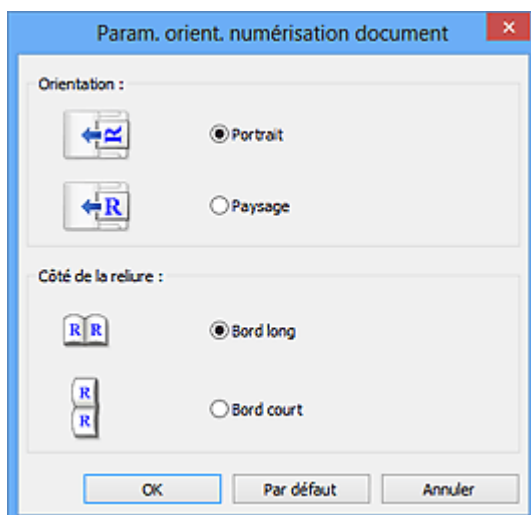 Param. orient. numérisation document
Orientation :
R
Portrait
R
Paysage
Côté de la reliure :
R R
Bord long
R
R
Bord court
OK Par défaut Annuler